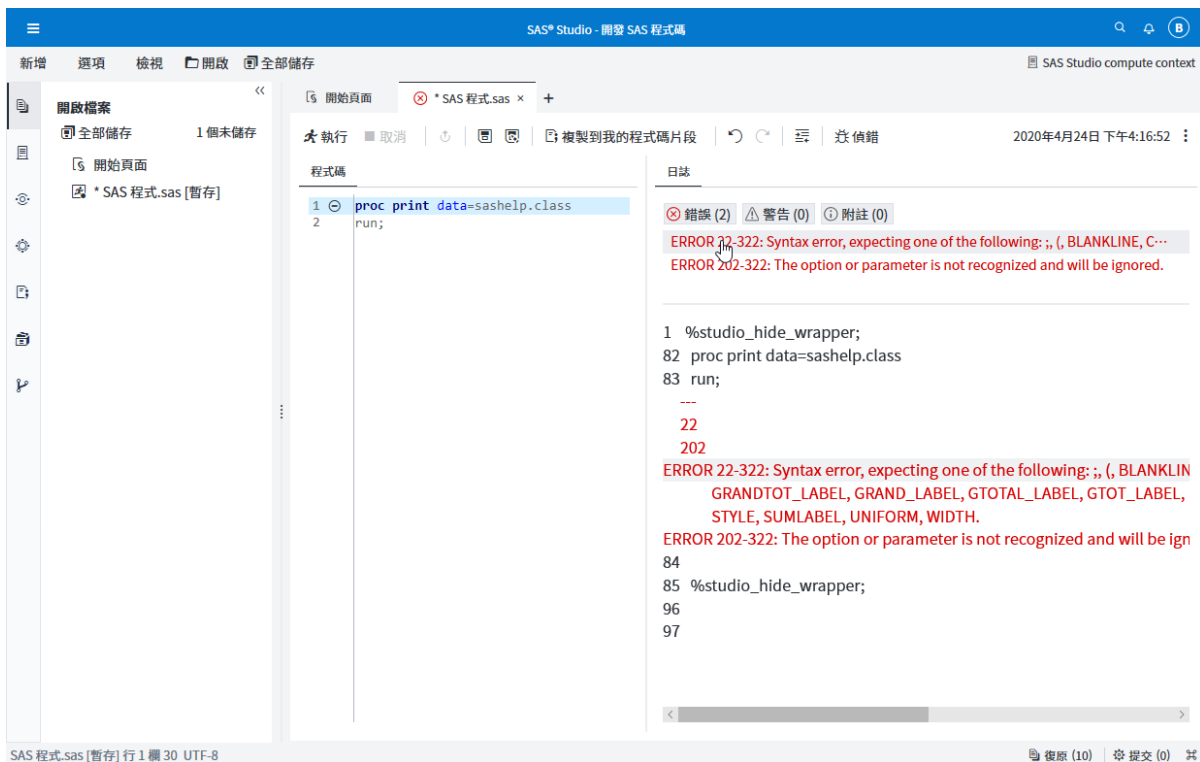 SAS® Studio - 開發 SAS 程式碼
B
新增 選項 檢視 開啟 全部儲存 SAS Studio compute context
開啟檔案
全部儲存 1 個未儲存
開始頁面
* SAS 程式.sas [暫存]
開始頁面 * SAS 程式.sas × +
執行 取消 複製到我的程式碼片段 偵錯 2020年4月24日 下午4:16:52
程式碼
1 proc print data=sashelp.class
2 run;
日誌
錯誤 (2) 警告 (0) 附註 (0)
ERROR 22-322: Syntax error, expecting one of the following: ;, (, BLANKLINE, C···
ERROR 202-322: The option or parameter is not recognized and will be ignored.
1 %studio_hide_wrapper;
82 proc print data=sashelp.class
83 run;
---
22
202
ERROR 22-322: Syntax error, expecting one of the following: ;, (, BLANKLIN
GRANDTOT_LABEL, GRAND_LABEL, GTOTAL_LABEL, GTOT_LABEL,
STYLE, SUMLABEL, UNIFORM, WIDTH.
ERROR 202-322: The option or parameter is not recognized and will be ign
84
85 %studio_hide_wrapper;
96
97
SAS 程式.sas [暫存] 行 1 欄 30 UTF-8 復原 (10) 提交 (0)